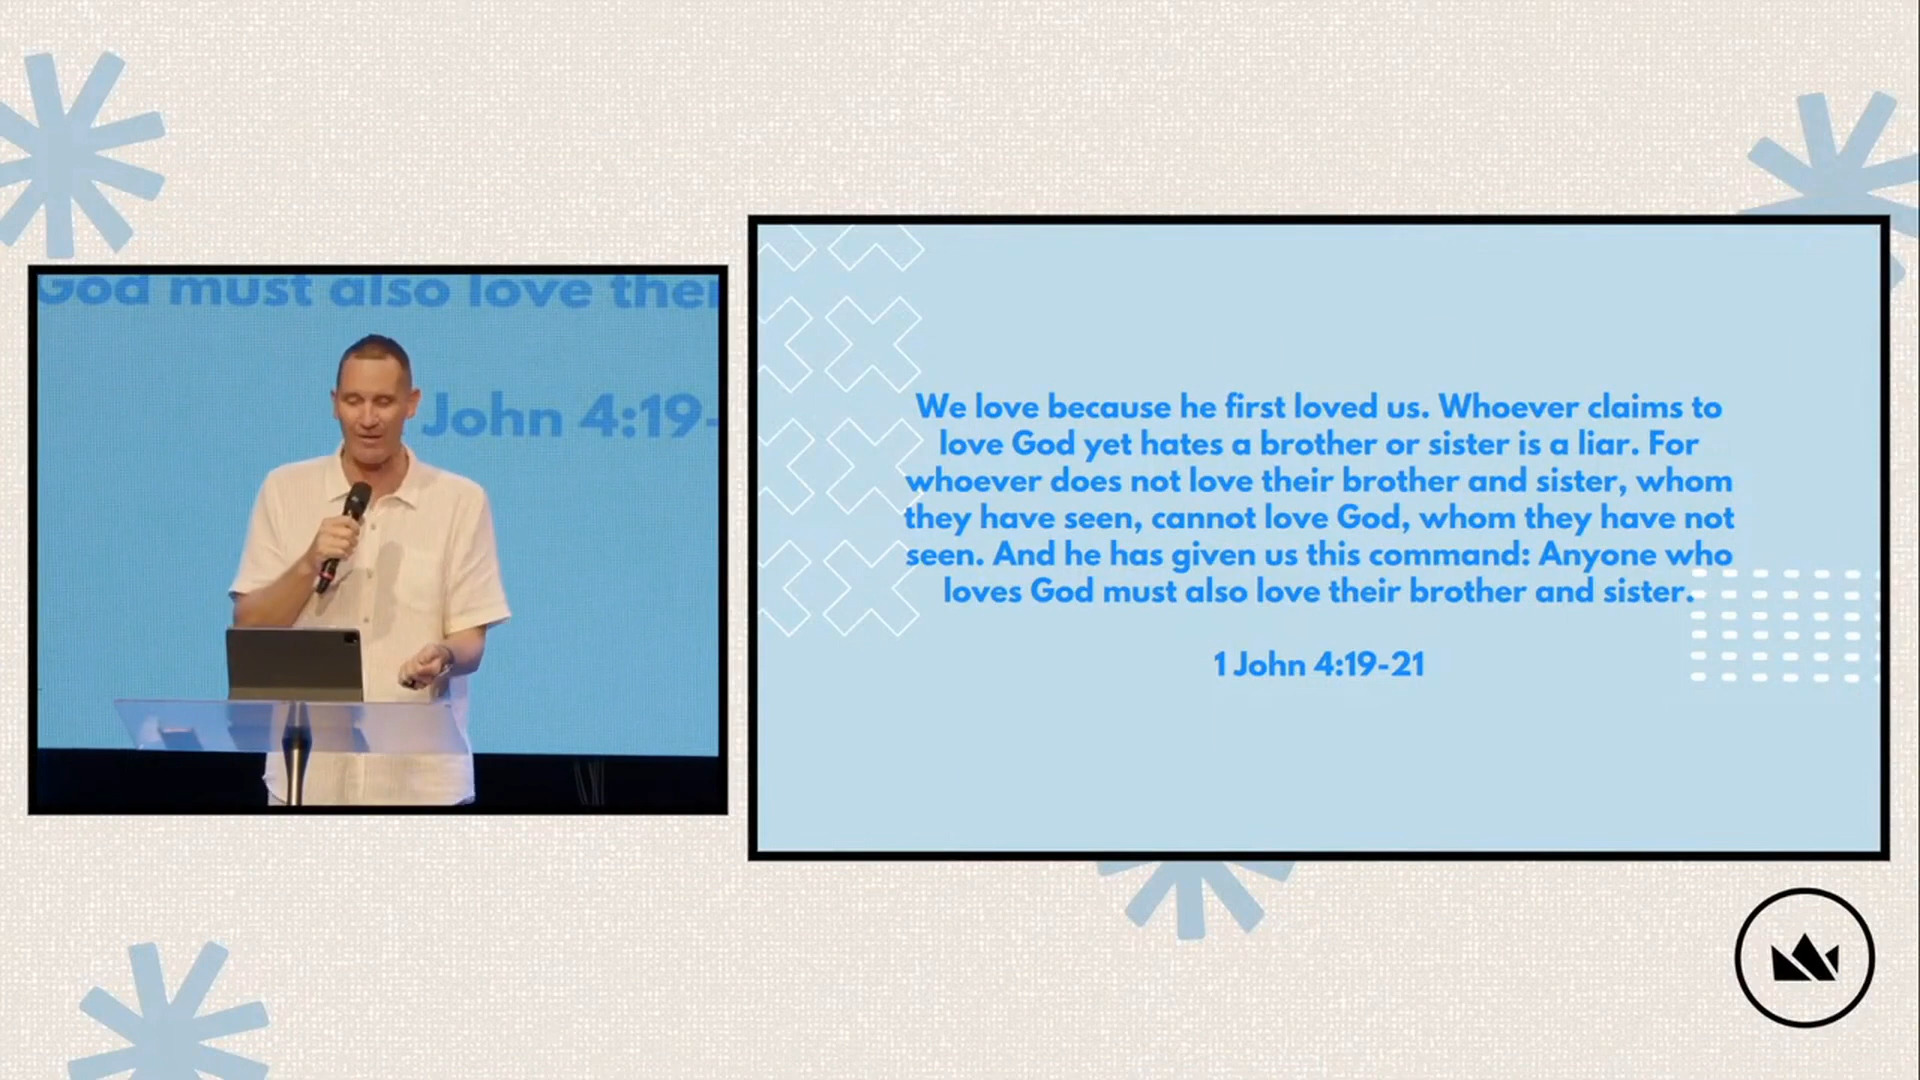 God must also love their
John 4:19-
We love because he first loved us. Whoever claims to
love God yet hates a brother or sister is a liar. For
whoever does not love their brother and sister, whom
they have seen, cannot love God, whom they have not
seen. And he has given us this command: Anyone who
loves God must also love their brother and sister.
1 John 4:19-21